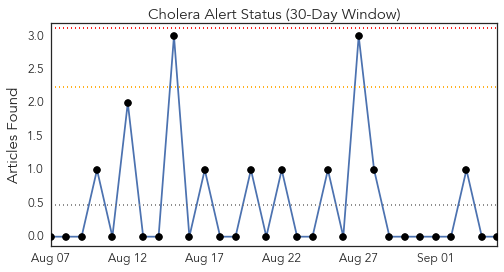 Cholera Alert Status (30-Day Window)
Articles Found
3.0
2.5
2.0
1.5
1.0
0.5
0.0
Aug 07 Aug 12 Aug 17 Aug 22 Aug 27 Sep 01